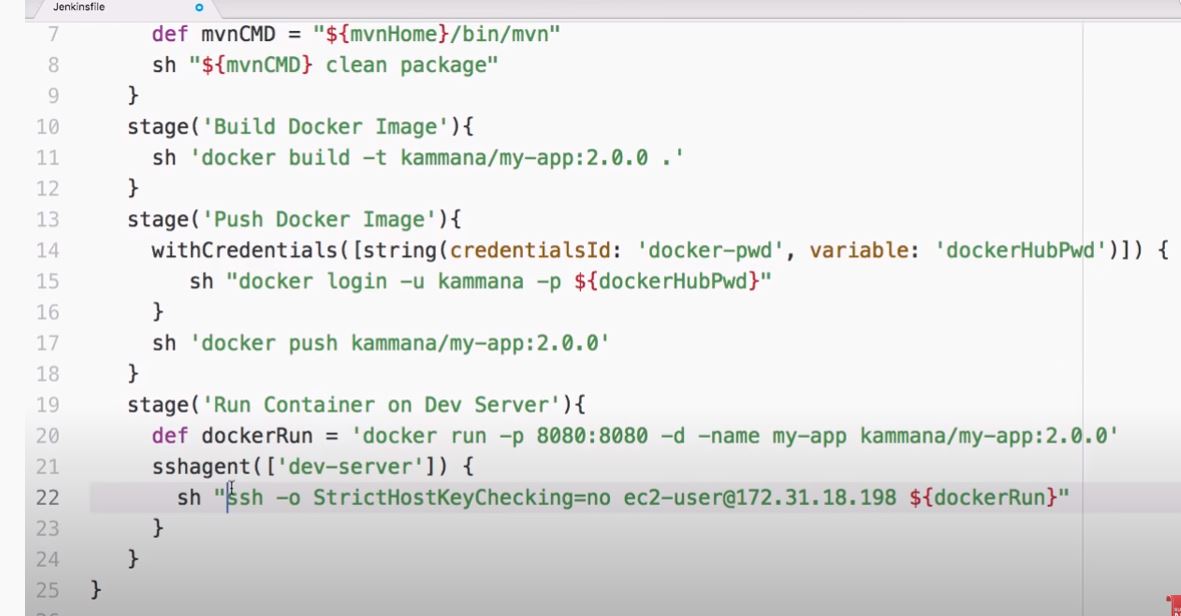 Jenkinsfile
7 def mvnCMD = "${mvnHome}/bin/mvn"
8 sh "${mvnCMD} clean package"
9 }
10 stage('Build Docker Image'){
11 sh 'docker build -t kammana/my-app:2.0.0 .'
12 }
13 stage('Push Docker Image'){
14 withCredentials([string(credentialsId: 'docker-pwd', variable: 'dockerHubPwd')]) {
15 sh "docker login -u kammana -p ${dockerHubPwd}"
16 }
17 sh 'docker push kammana/my-app:2.0.0'
18 }
19 stage('Run Container on Dev Server'){
20 def dockerRun = 'docker run -p 8080:8080 -d -name my-app kammana/my-app:2.0.0'
21 sshagent(['dev-server']) {
22 sh "ssh -o StrictHostKeyChecking=no ec2-user@172.31.18.198 ${dockerRun}"
23 }
24 }
25 }